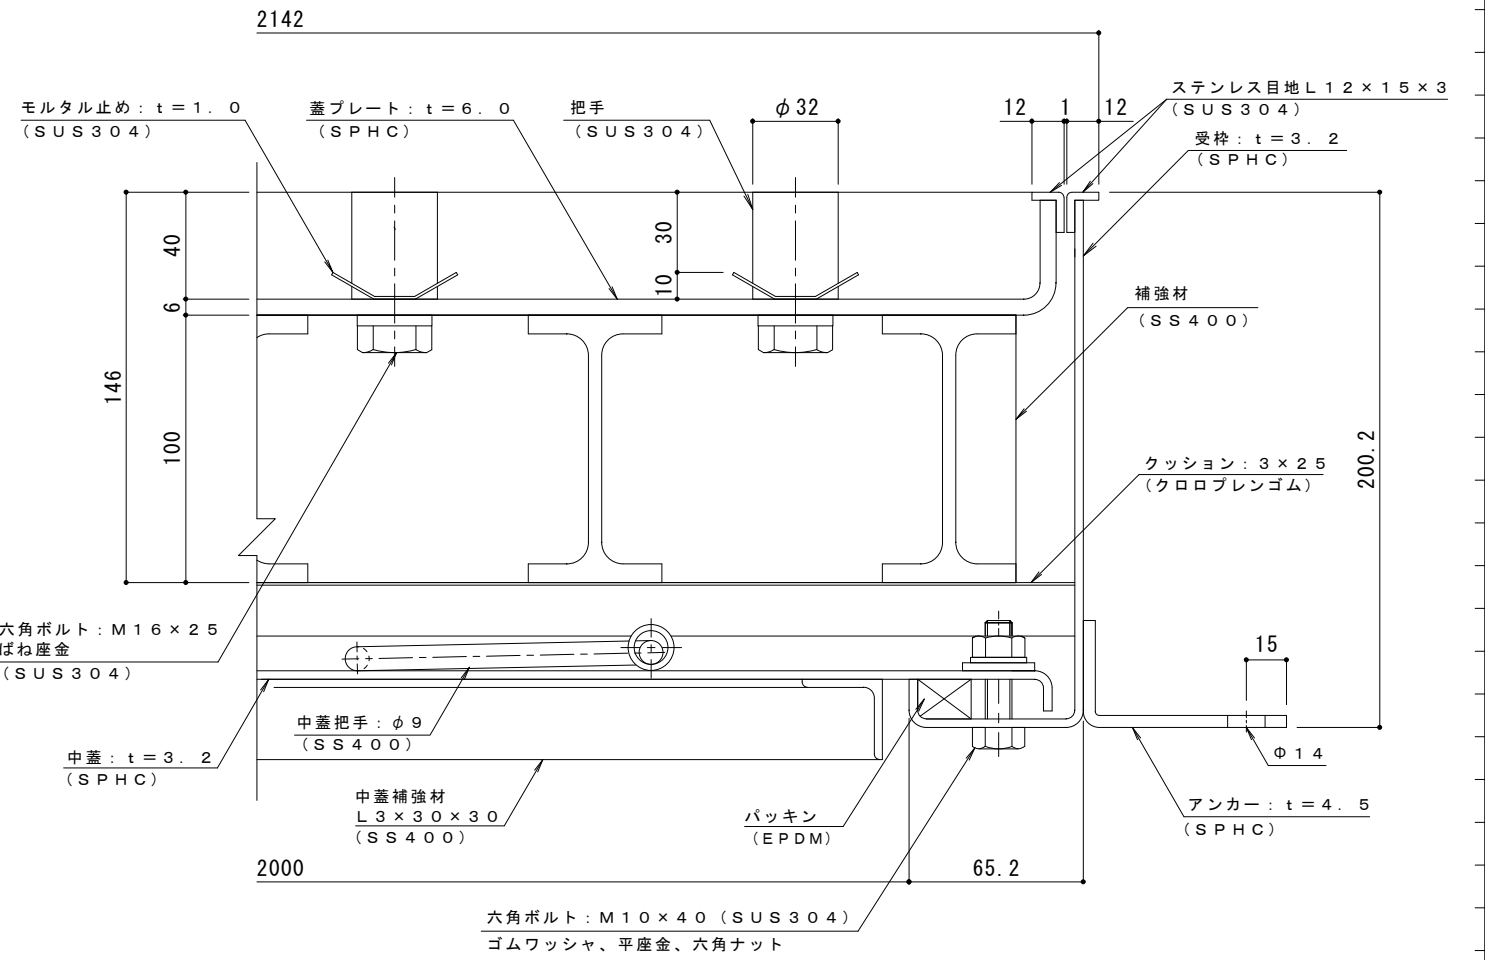 2142
モルタル止め：ｔ＝１．０
（ＳＵＳ３０４）
蓋プレート：ｔ＝６．０
（ＳＰＨＣ）
把手
（ＳＵＳ３０４）
φ32
12
1
12
ステンレス目地Ｌ１２×１５×３
（ＳＵＳ３０４）
受枠：ｔ＝３．２
（ＳＰＨＣ）
40
6
146
100
30
10
補強材
（ＳＳ４００）
200.2
クッション：３×２５
（クロロプレンゴム）
六角ボルト：Ｍ１６×２５
ばね座金
（ＳＵＳ３０４）
15
中蓋把手：φ９
（ＳＳ４００）
中蓋：ｔ＝３．２
（ＳＰＨＣ）
Φ１４
中蓋補強材
Ｌ３×３０×３０
（ＳＳ４００）
パッキン
（ＥＰＤＭ）
アンカー：ｔ＝４．５
（ＳＰＨＣ）
2000
65.2
六角ボルト：Ｍ１０×４０（ＳＵＳ３０４）
ゴムワッシャ、平座金、六角ナット